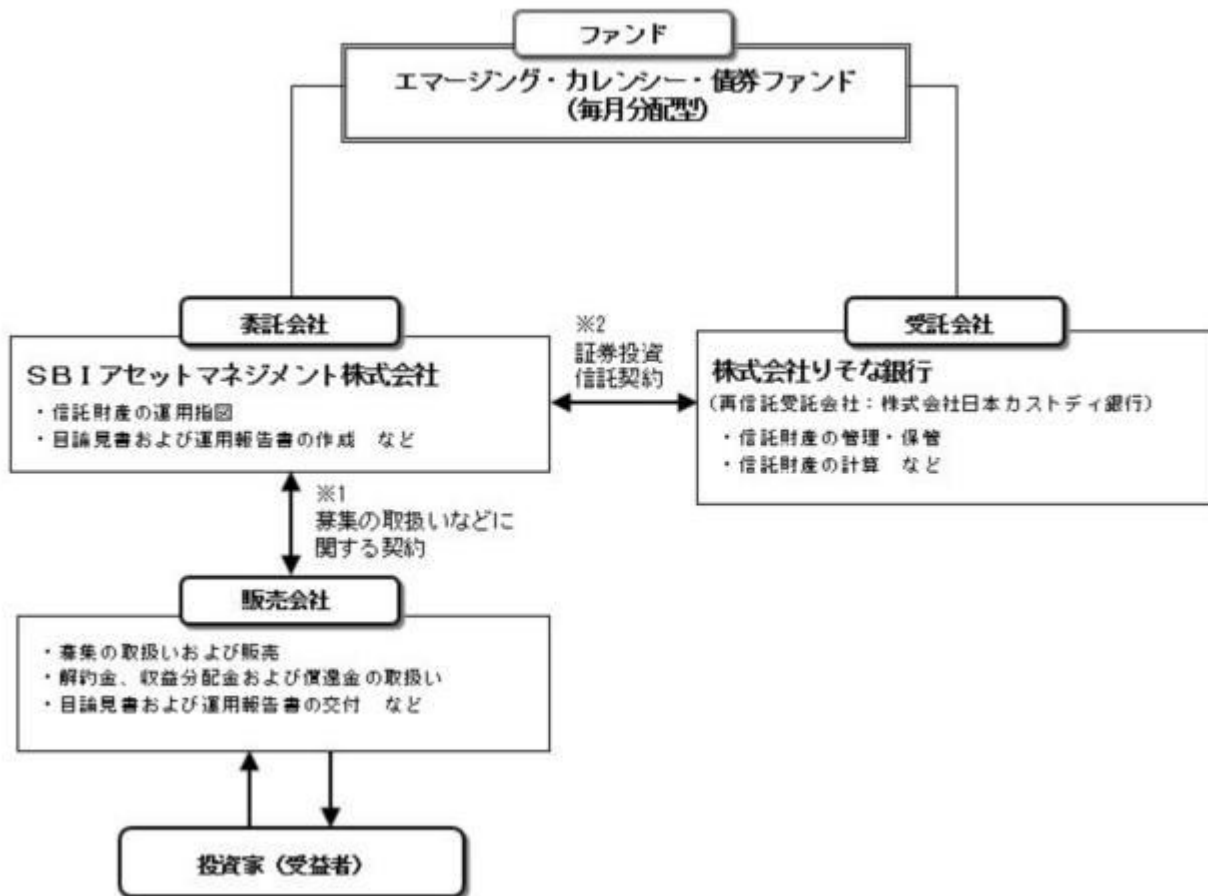 ファンド
エマージング・カレンシー・債券ファンド
(毎月分配型)
委託会社
SBIアセットマネジメント株式会社
・信託財産の運用指図
・目論見書および運用報告書の作成 など
※2
証券投資
信託契約
受託会社
株式会社りそな銀行
(再信託受託会社:株式会社日本カストディ銀行)
・信託財産の管理・保管
・信託財産の計算 など
※1
募集の取扱いなどに
関する契約
販売会社
・募集の取扱いおよび販売
・解約金、収益分配金および償還金の取扱い
・目論見書および運用報告書の交付 など
投資家(受益者)